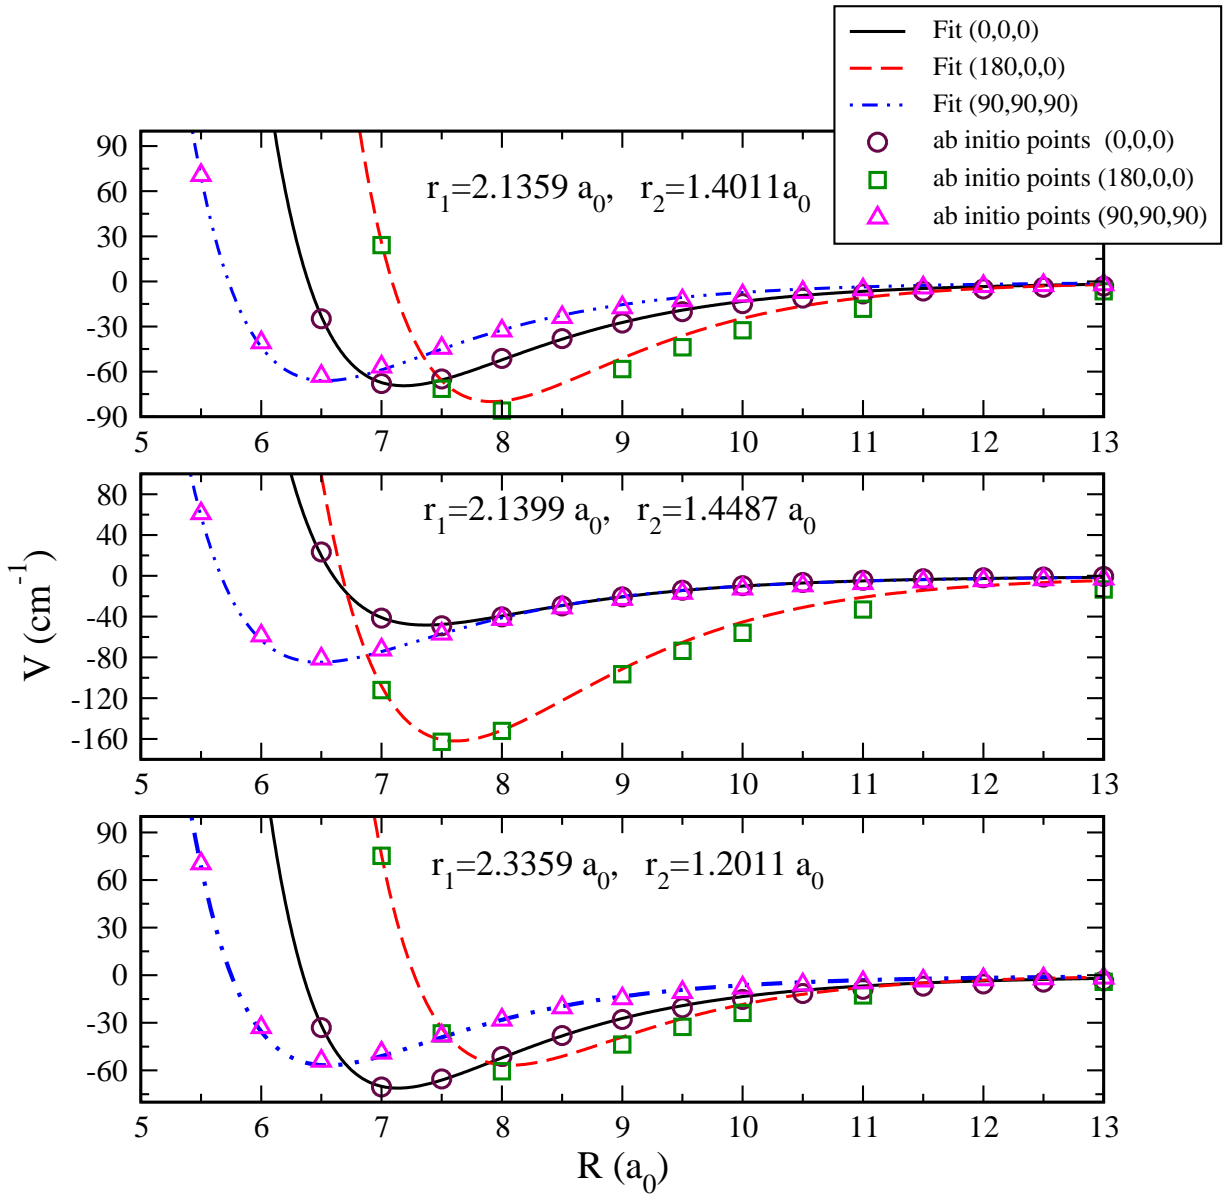 Fit (0,0,0)
Fit (180,0,0)
Fit (90,90,90)
ab initio points (0,0,0)
ab initio points (180,0,0)
ab initio points (90,90,90)
90
60
30
0
-30
-60
-90
r1=2.1359 a0, r2=1.4011a0
5 6 7 8 9 10 11 12 13
80
40
0
-40
-80
-120
-160
r1=2.1399 a0, r2=1.4487 a0
5 6 7 8 9 10 11 12 13
V (cm-1)
90
60
30
0
-30
-60
r1=2.3359 a0, r2=1.2011 a0
5 6 7 8 9 10 11 12 13
R (a0)